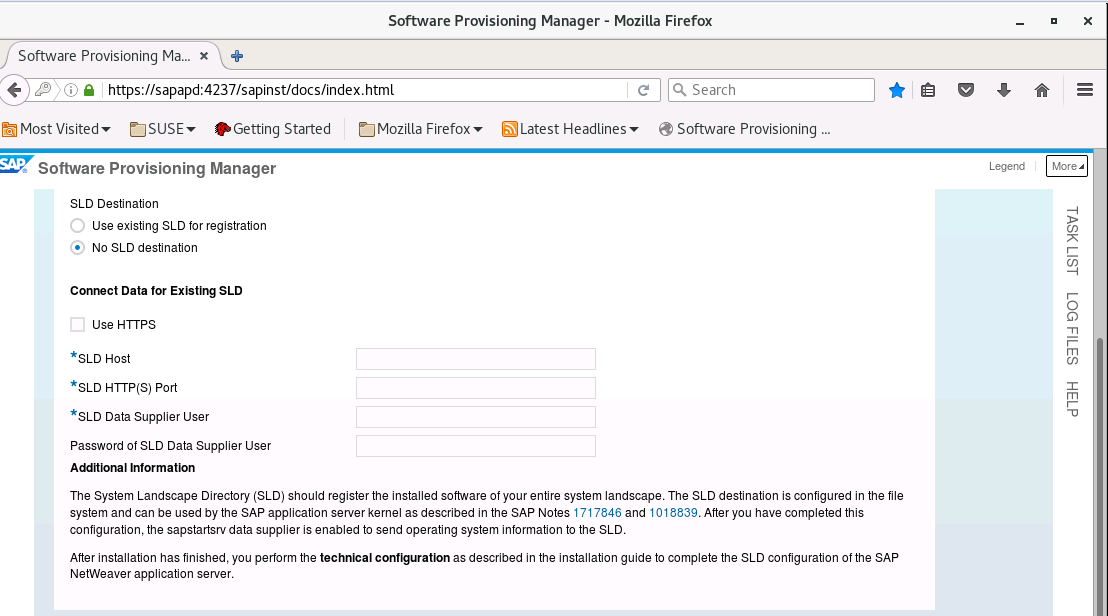 Software Provisioning Manager - Mozilla Firefox
Software Provisioning Ma...
https://sapapd:4237/sapinst/docs/index.html
Search
Most Visited
SUSE
Getting Started
Mozilla Firefox
Latest Headlines
Software Provisioning ...
SAP
Software Provisioning Manager
Legend
More
SLD Destination
Use existing SLD for registration
No SLD destination
Connect Data for Existing SLD
Use HTTPS
*SLD Host
*SLD HTTP(S) Port
*SLD Data Supplier User
Password of SLD Data Supplier User
Additional Information
The System Landscape Directory (SLD) should register the installed software of your entire system landscape. The SLD destination is configured in the file
system and can be used by the SAP application server kernel as described in the SAP Notes 1717846 and 1018839. After you have completed this
configuration, the sapstartsrv data supplier is enabled to send operating system information to the SLD.
After installation has finished, you perform the technical configuration as described in the installation guide to complete the SLD configuration of the SAP
NetWeaver application server.
TASK LIST
LOG FILES
HELP